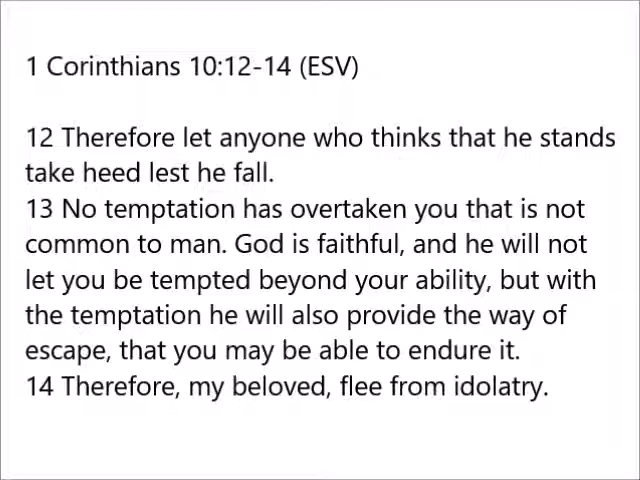 1 Corinthians 10:12-14 (ESV)
12 Therefore let anyone who thinks that he stands
take heed lest he fall.
13 No temptation has overtaken you that is not
common to man. God is faithful, and he will not
let you be tempted beyond your ability, but with
the temptation he will also provide the way of
escape, that you may be able to endure it.
14 Therefore, my beloved, flee from idolatry.